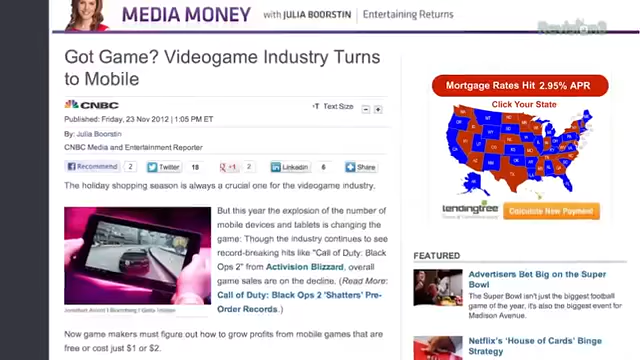 MEDIA MONEY with JULIA BOORSTIN | Entertaining Returns
Revision3
Got Game? Videogame Industry Turns
to Mobile
CNBC
Text Size
Published: Friday, 23 Nov 2012 | 1:05 PM ET
By: Julia Boorstin
CNBC Media and Entertainment Reporter
Recommend 2 Twitter 18 +1 2 LinkedIn 6 Share
The holiday shopping season is always a crucial one for the videogame industry.
But this year the explosion of the number of
mobile devices and tablets is changing the
game: Though the industry continues to see
record-breaking hits like "Call of Duty: Black
Ops 2" from Activision Blizzard, overall
game sales are on the decline. (Read More:
Call of Duty: Black Ops 2 'Shatters' Pre-
Order Records.)
Now game makers must figure out how to grow profits from mobile games that are
free or cost just $1 or $2.
Mortgage Rates Hit 2.95% APR
Click Your State
lendingtree
Calculate New Payment
FEATURED
Advertisers Bet Big on the Super
Bowl
The Super Bowl isn't just the biggest football
game of the year, it's also the biggest event for
Madison Avenue.
Netflix's 'House of Cards' Binge
Strategy